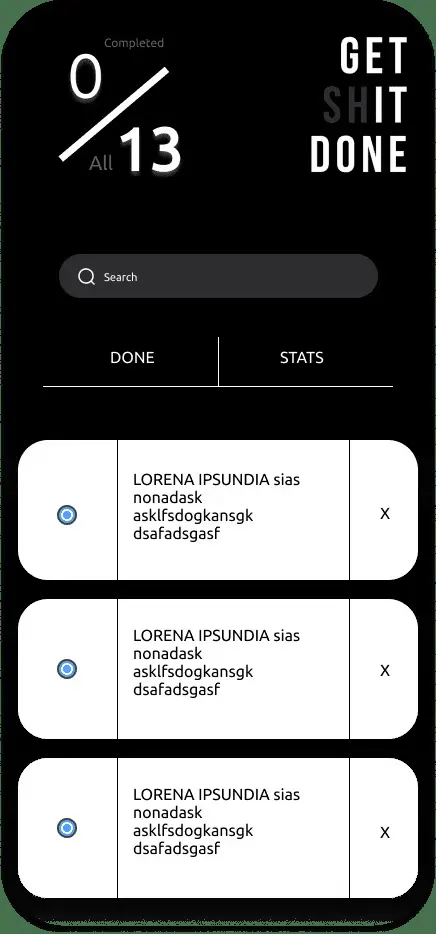 Completed
0
All 13
GET
SHIT
DONE
Search
DONE STATS
LORENA IPSUNDIA sias
nonadask
asklfsdogkansgk
dsafadsgasf
X
LORENA IPSUNDIA sias
nonadask
asklfsdogkansgk
dsafadsgasf
X
LORENA IPSUNDIA sias
nonadask
asklfsdogkansgk
dsafadsgasf
X